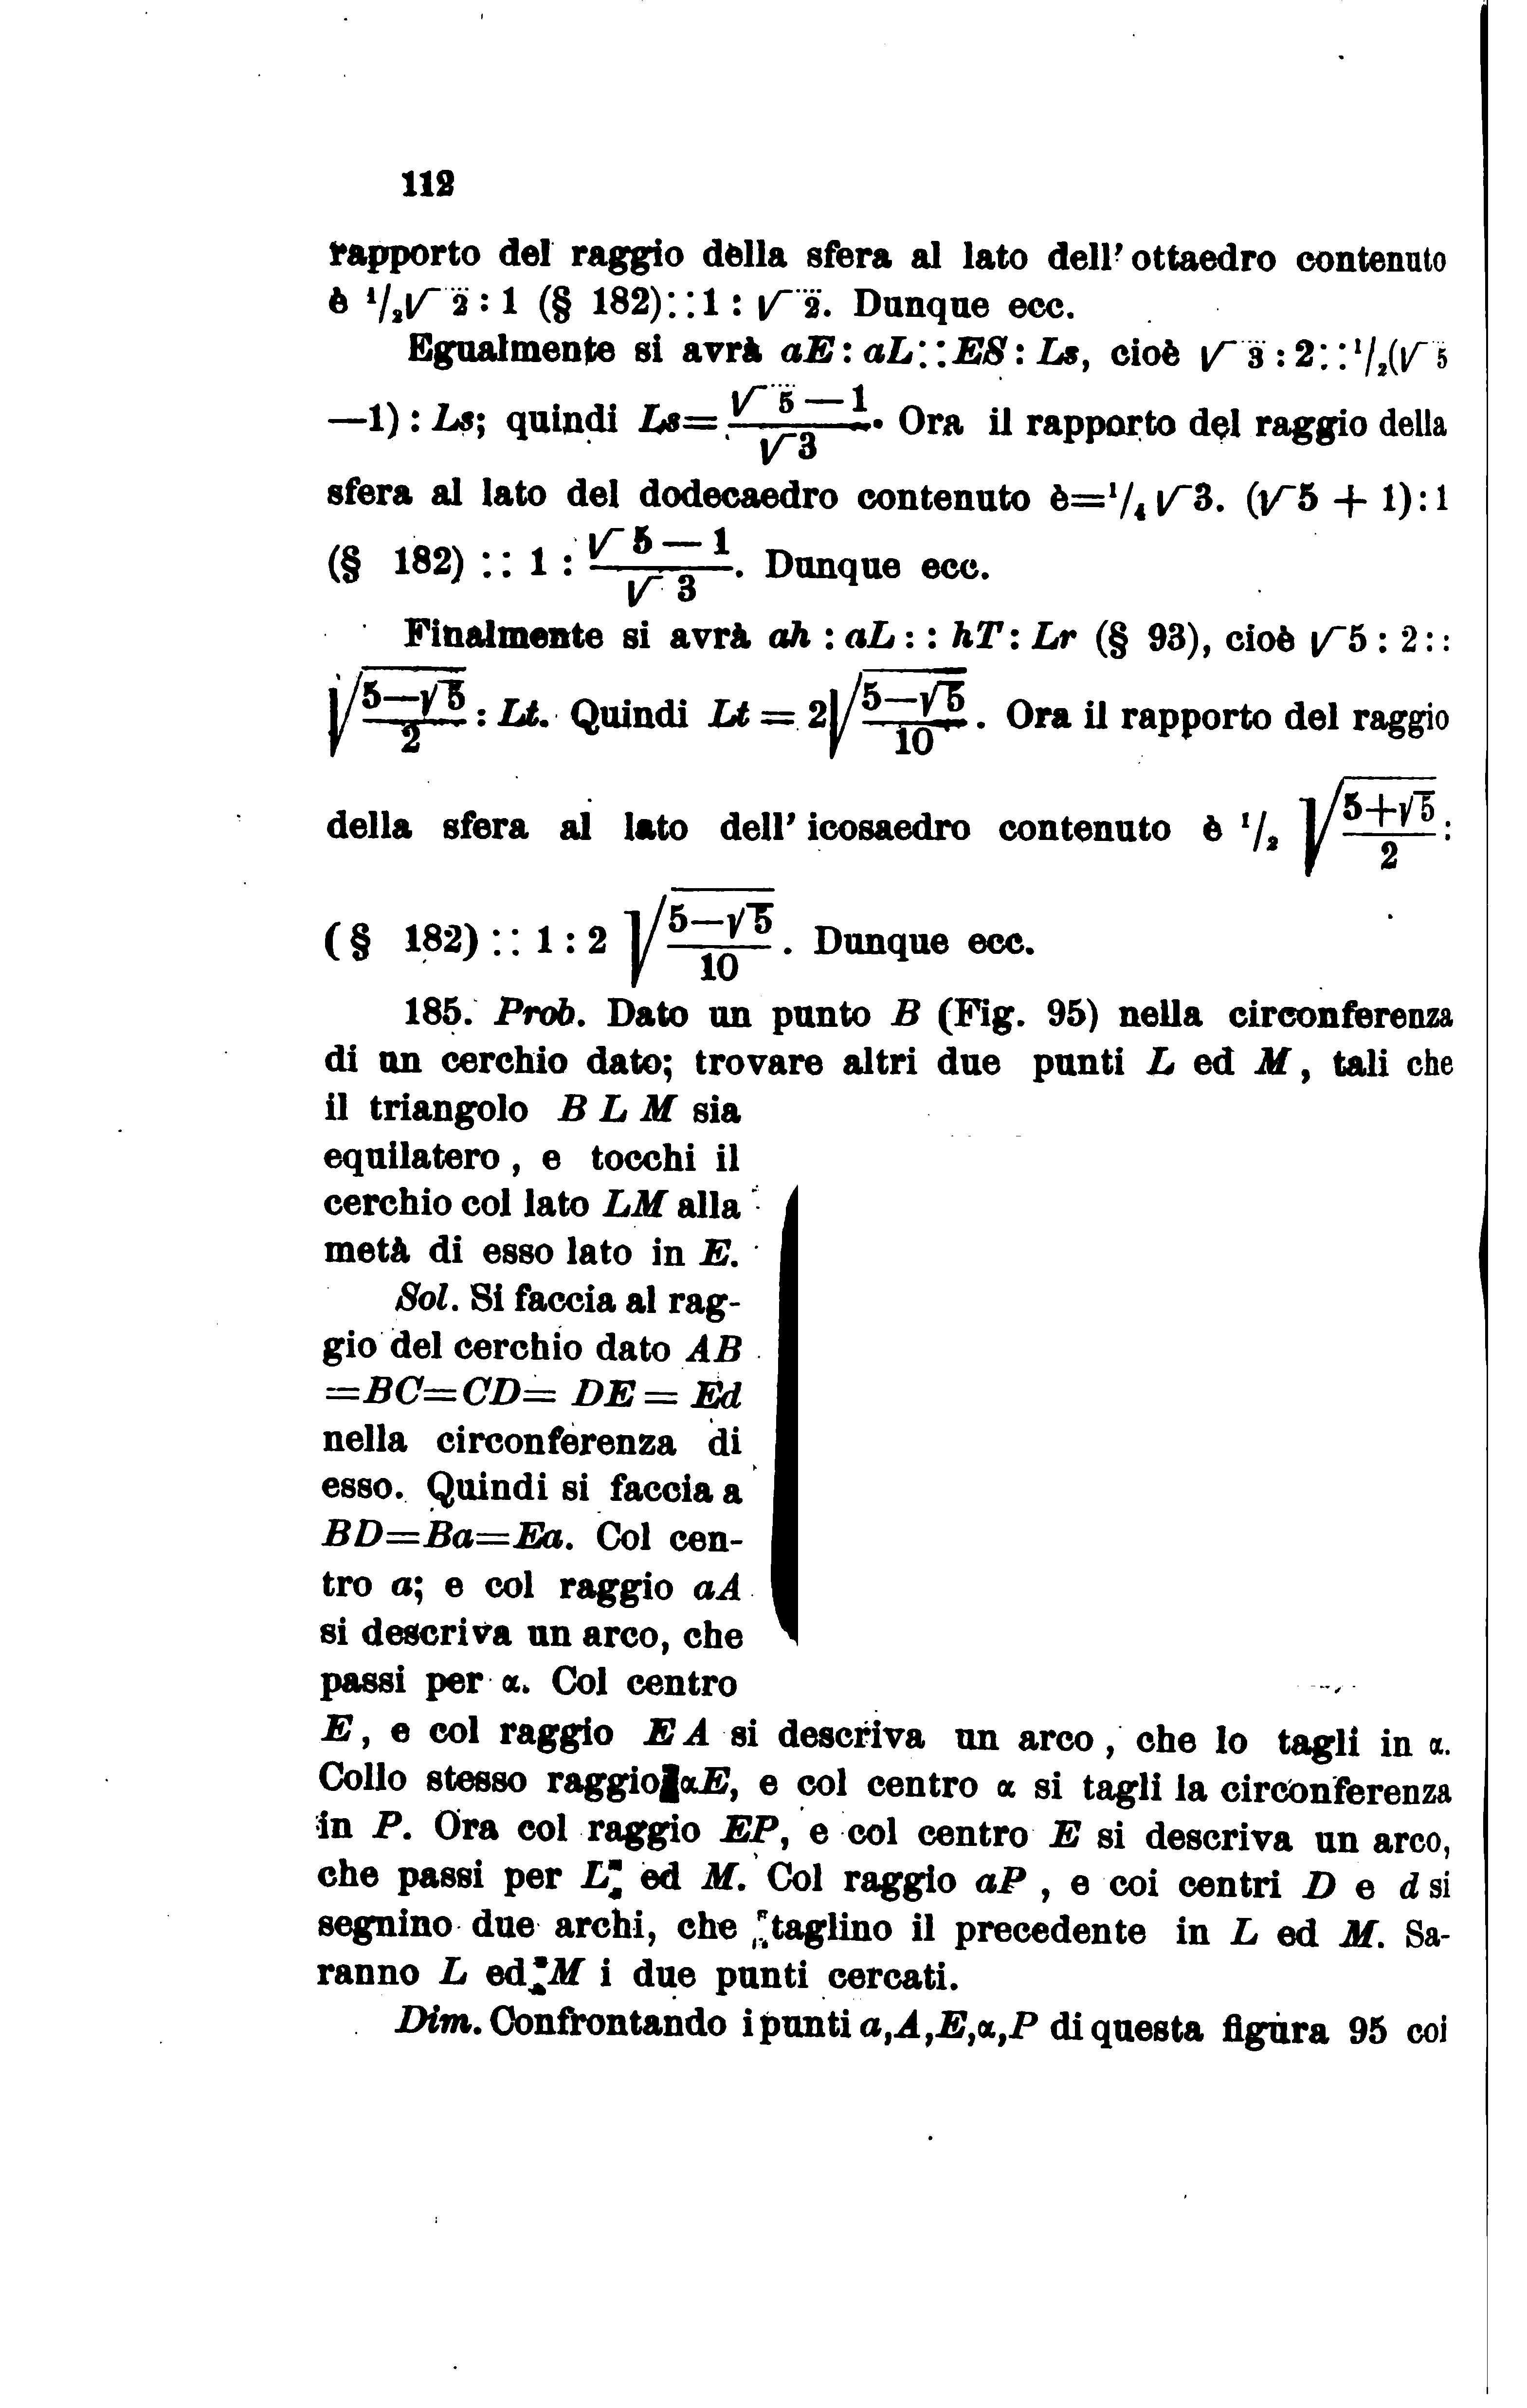 112
rapporto del raggio della sfera al lato dell' ottaedro contenuto
è 1/2√ 2 : 1 (§ 182):: 1 : √ 2. Dunque ecc.
Egualmente si avrà aE : aL :: ES : Ls, cioè √ 3 : 2 :: 1/2(√ 5
—1) : Ls; quindi Ls= (√ 5 — 1)/√3. Ora il rapporto del raggio della
sfera al lato del dodecaedro contenuto è=1/4 √3. (√5 + 1):1
(§ 182) :: 1 : (√ 5 — 1)/√ 3. Dunque ecc.
Finalmente si avrà ah : aL : : hT : Lr (§ 93), cioè √5 : 2 : :
√((5—√5)/2) : Lt. Quindi Lt = 2√((5—√5)/10). Ora il rapporto del raggio
della sfera al lato dell' icosaedro contenuto è 1/2 √((5+√5)/2) :
(§ 182) :: 1 : 2 √((5—√5)/10). Dunque ecc.
185. Prob. Dato un punto B (Fig. 95) nella circonferenza
di un cerchio dato; trovare altri due punti L ed M, tali che
il triangolo B L M sia
equilatero, e tocchi il
cerchio col lato LM alla
metà di esso lato in E.
Sol. Si faccia al rag-
gio del cerchio dato AB
=BC=CD= DE = Ed
nella circonferenza di
esso. Quindi si faccia a
BD=Ba=Ea. Col cen-
tro a; e col raggio aA
si descriva un arco, che
passi per α. Col centro
E, e col raggio EA si descriva un arco, che lo tagli in α.
Collo stesso raggio αE, e col centro α si tagli la circonferenza
in P. Ora col raggio EP, e col centro E si descriva un arco,
che passi per L ed M. Col raggio aP, e coi centri D e d si
segnino due archi, che taglino il precedente in L ed M. Sa-
ranno L ed M i due punti cercati.
Dim. Confrontando i punti a,A,E,α,P di questa figura 95 coi